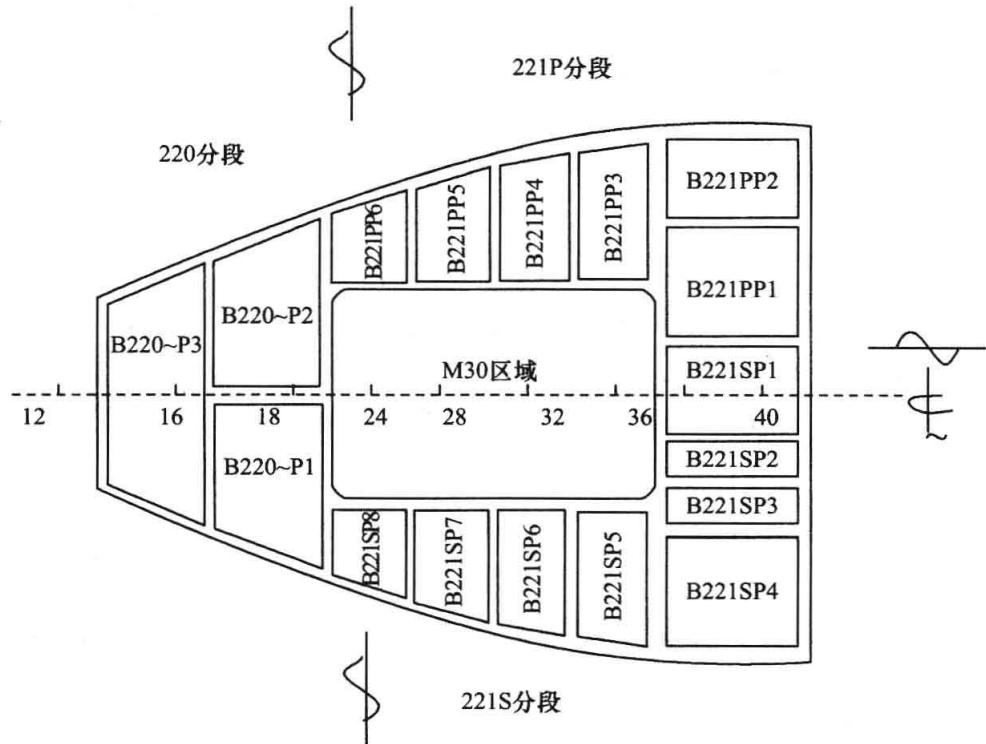 221P分段
220分段
B221PP6
B221PP5
B221PP4
B221PP3
B221PP2
B221PP1
B220~P3
B220~P2
M30区域
B221SP1
12
16
18
24
28
32
36
40
~
B220~P1
B221SP2
B221SP3
B221SP8
B221SP7
B221SP6
B221SP5
B221SP4
221S分段